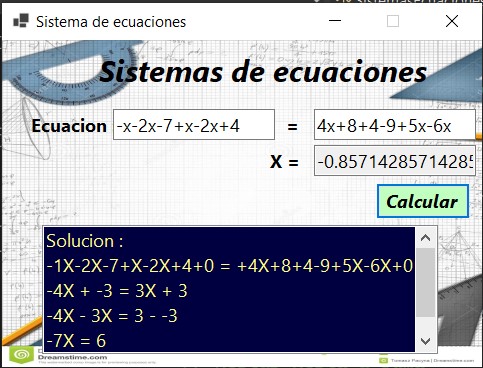 Sistema de ecuaciones
Sistemas de ecuaciones
Ecuacion -x-2x-7+x-2x+4 = 4x+8+4-9+5x-6x
X = -0.8571428571428
Calcular
Solucion :
-1X-2X-7+X-2X+4+0 = +4X+8+4-9+5X-6X+0
-4X + -3 = 3X + 3
-4X - 3X = 3 - -3
-7X = 6
Dreamstime.com